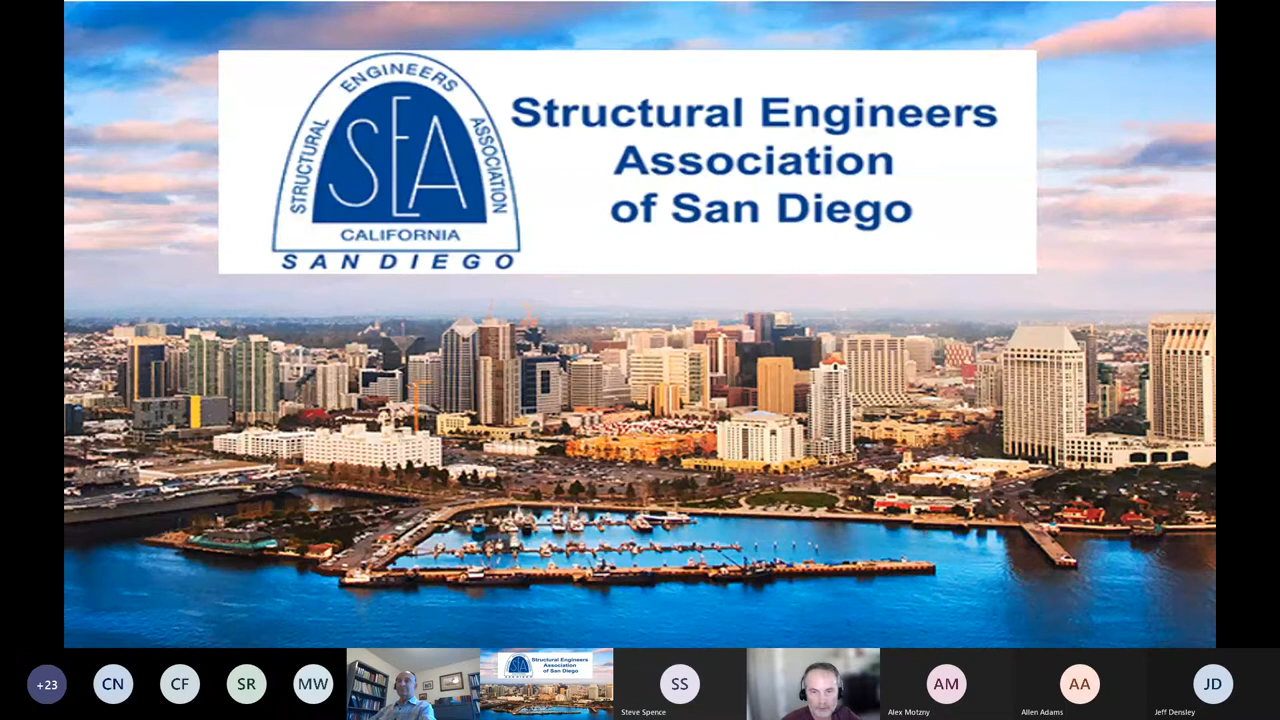 STRUCTURAL ENGINEERS ASSOCIATION
SEA
CALIFORNIA
SAN DIEGO
Structural Engineers
Association
of San Diego
+23
CN
CF
SR
MW
Structural Engineers
Association
of San Diego
SS
Steve Spence
AM
Alex Motzny
AA
Allen Adams
JD
Jeff Densley